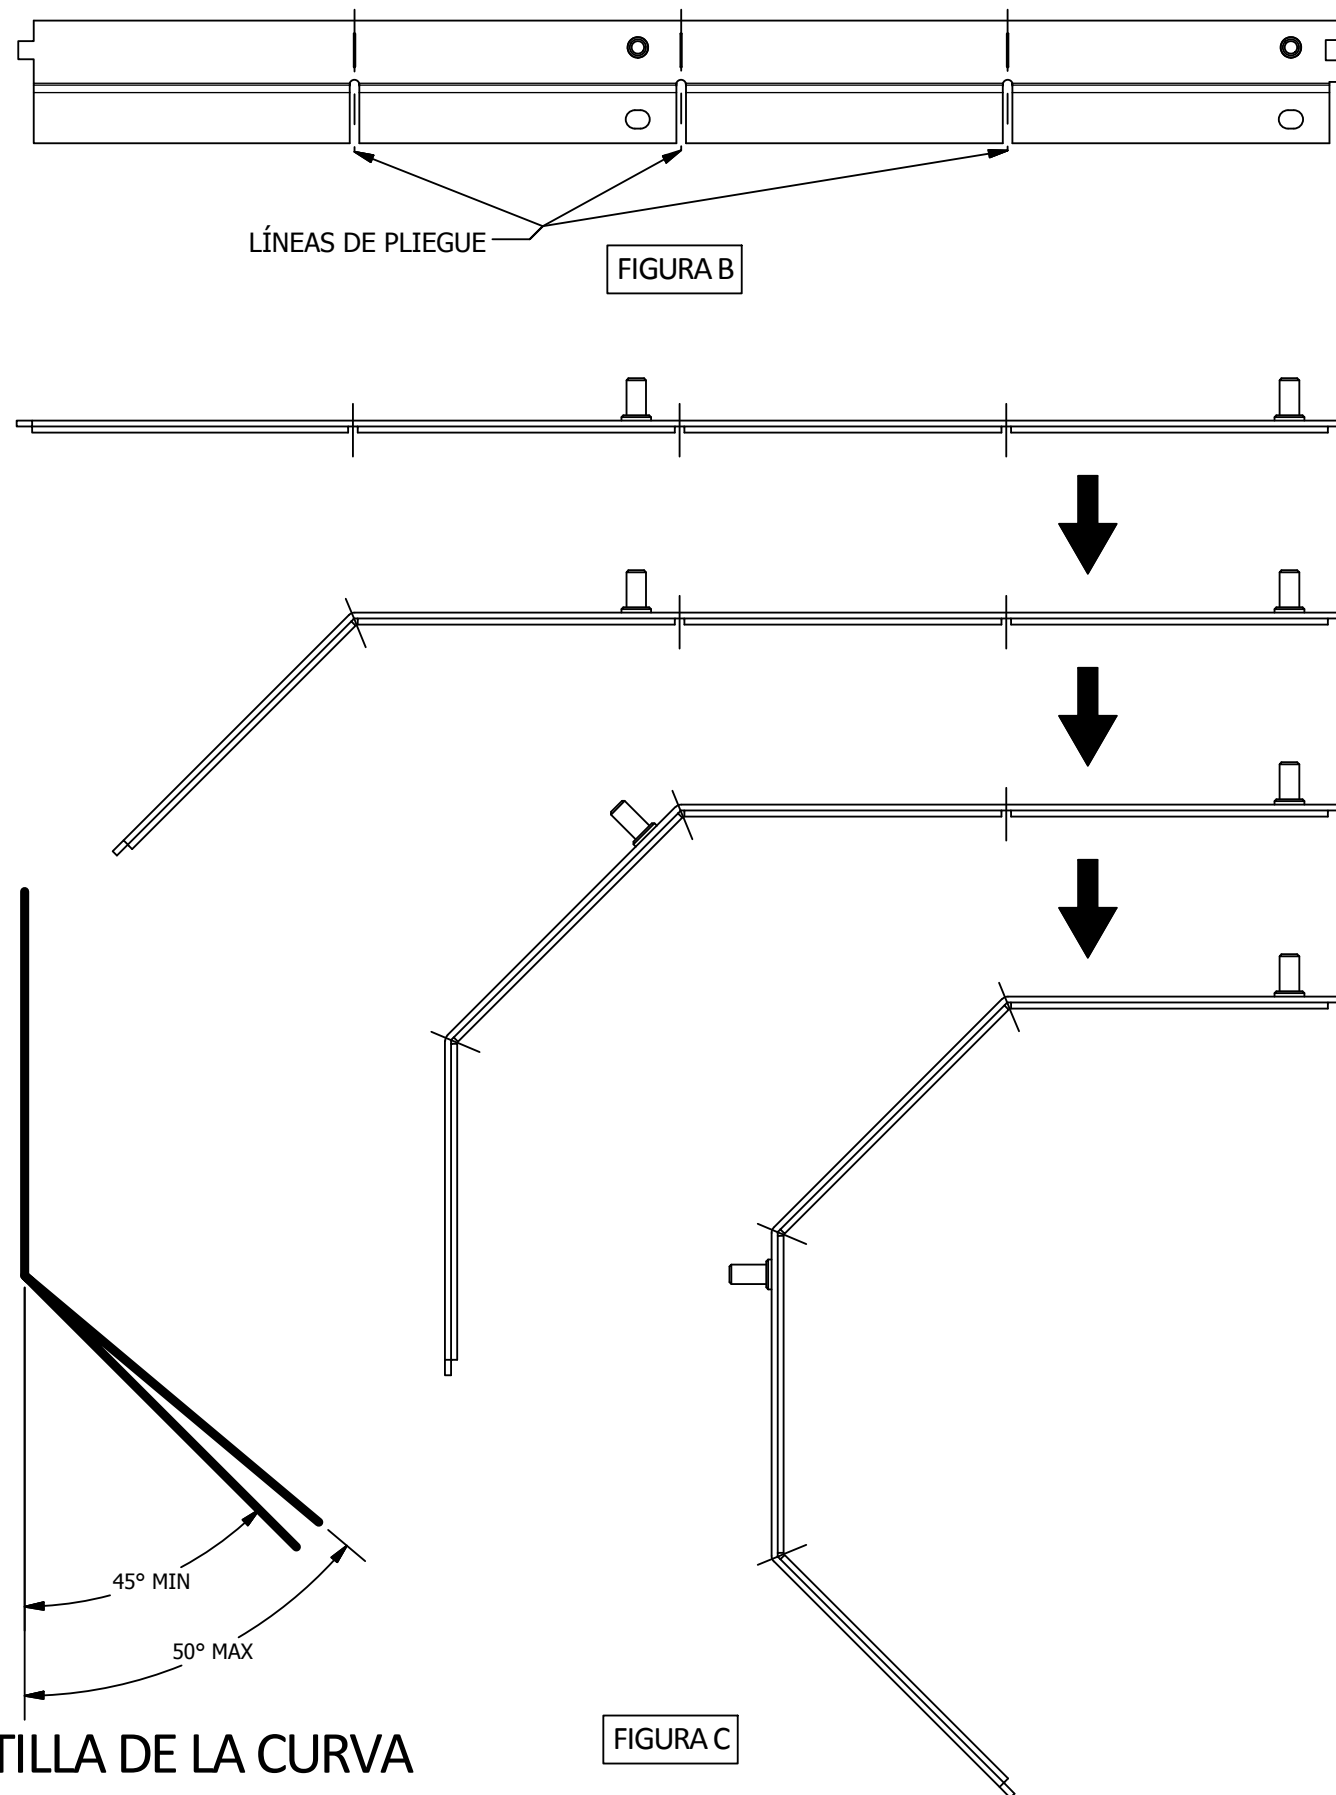 LÍNEAS DE PLIEGUE
FIGURA B
45° MIN
50° MAX
TILLA DE LA CURVA
FIGURA C